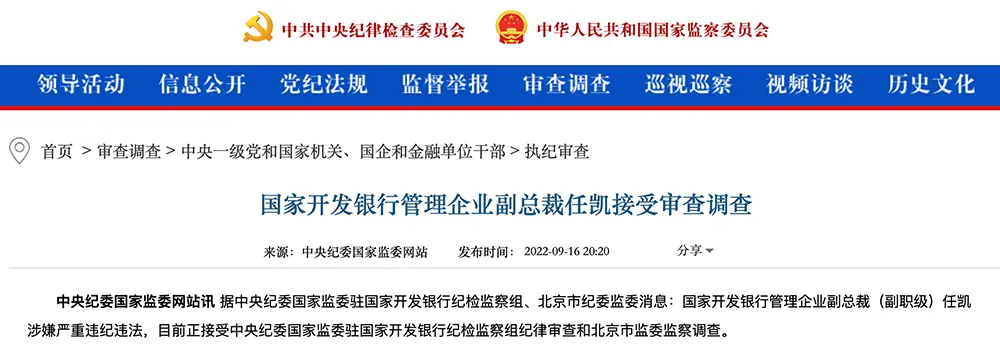 中共中央纪律检查委员会 中华人民共和国国家监察委员会
领导活动 信息公开 党纪法规 监督举报 审查调查 巡视巡察 视频访谈 历史文化
首页 > 审查调查 > 中央一级党和国家机关、国企和金融单位干部 > 执纪审查
国家开发银行管理企业副总裁任凯接受审查调查
来源：中央纪委国家监委网站 发布时间：2022-09-16 20:20 分享
中央纪委国家监委网站讯 据中央纪委国家监委驻国家开发银行纪检监察组、北京市纪委监委消息：国家开发银行管理企业副总裁（副职级）任凯
涉嫌严重违纪违法，目前正接受中央纪委国家监委驻国家开发银行纪检监察组纪律审查和北京市监委监察调查。